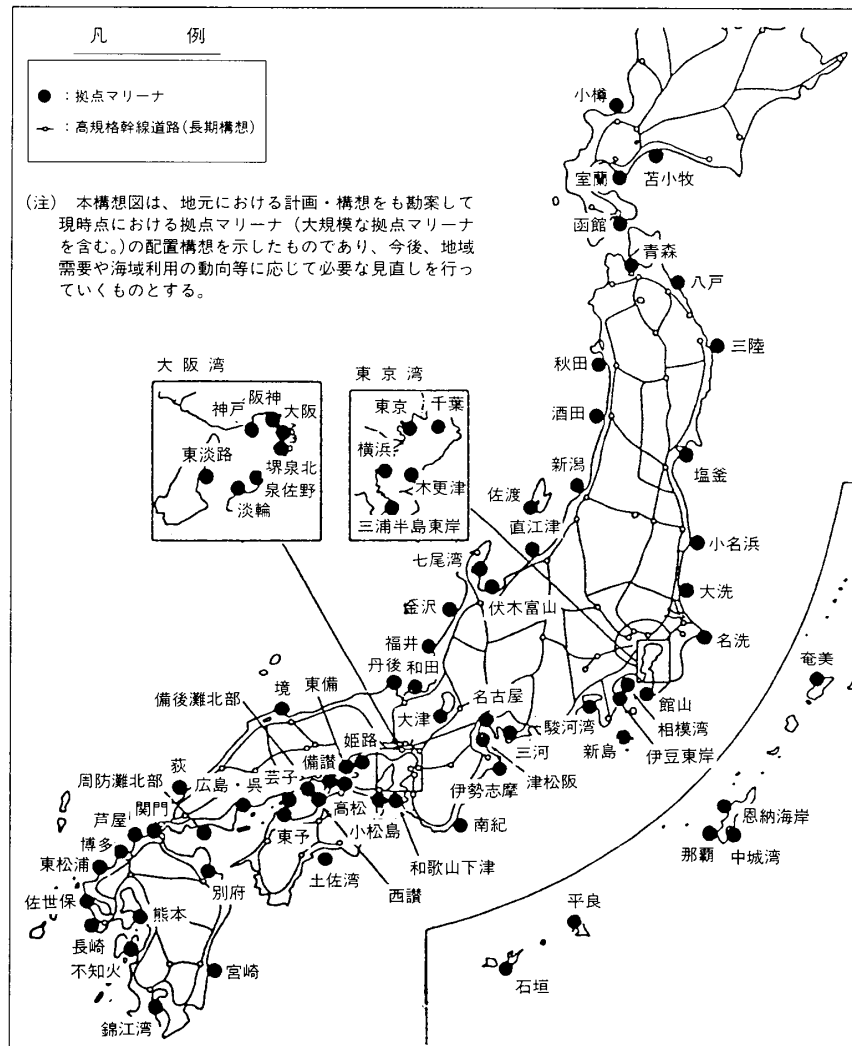 凡　例
● : 拠点マリーナ
: 高規格幹線道路(長期構想)
(注)　本構想図は、地元における計画・構想をも勘案して
現時点における拠点マリーナ（大規模な拠点マリーナ
を含む。)の配置構想を示したものであり、今後、地域
需要や海域利用の動向等に応じて必要な見直しを行っ
ていくものとする。
小樽
室蘭
苫小牧
函館
青森
八戸
三陸
秋田
酒田
新潟
塩釜
佐渡
直江津
小名浜
七尾湾
大洗
伏木富山
金沢
名洗
福井
大阪湾
阪神
神戸
大阪
東淡路
堺泉北
泉佐野
淡輪
東京湾
東京
千葉
横浜
木更津
三浦半島東岸
丹後
和田
館山
相模湾
伊豆東岸
駿河湾
新島
名古屋
大津
三河
津松阪
伊勢志摩
境
東備
備後灘北部
姫路
備讃
荻
周防灘北部
広島・呉
芸予
高松
小松島
南紀
関門
芦屋
博多
東予
和歌山下津
東松浦
土佐湾
西讃
別府
佐世保
熊本
長崎
不知火
宮崎
錦江湾
奄美
恩納海岸
那覇
中城湾
平良
石垣